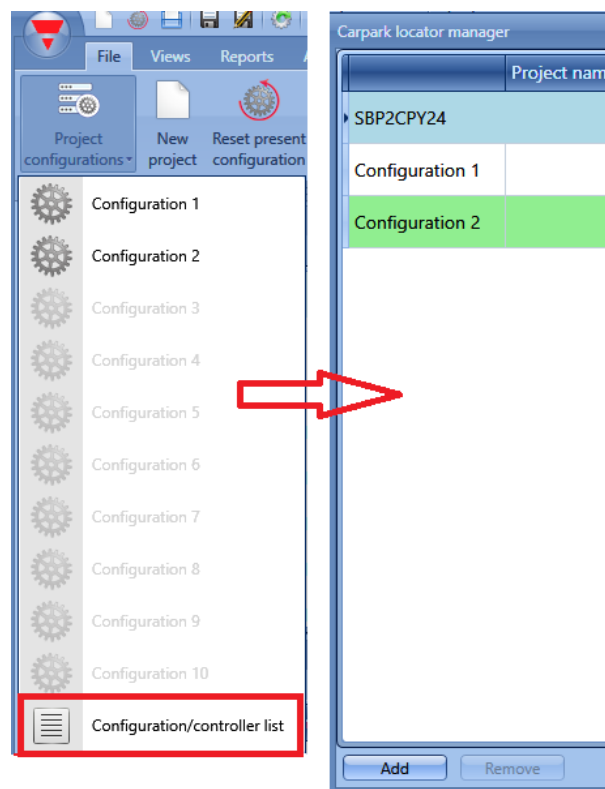 File Views Reports
Project configurations
New project
Reset present configuration
Configuration 1
Configuration 2
Configuration 3
Configuration 4
Configuration 5
Configuration 6
Configuration 7
Configuration 8
Configuration 9
Configuration 10
Configuration/controller list
Carpark locator manager
Project nam
SBP2CPY24
Configuration 1
Configuration 2
Add Remove